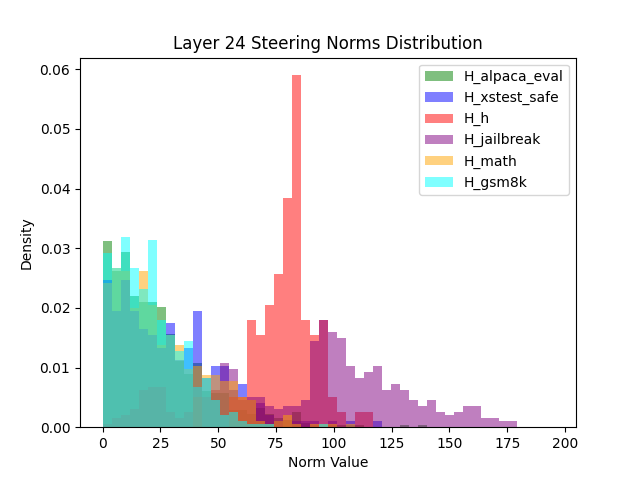 Layer 24 Steering Norms Distribution
0.06
0.05
0.04
0.03
0.02
0.01
0.00
Density
H_alpaca_eval
H_xstest_safe
H_h
H_jailbreak
H_math
H_gsm8k
0 25 50 75 100 125 150 175 200
Norm Value